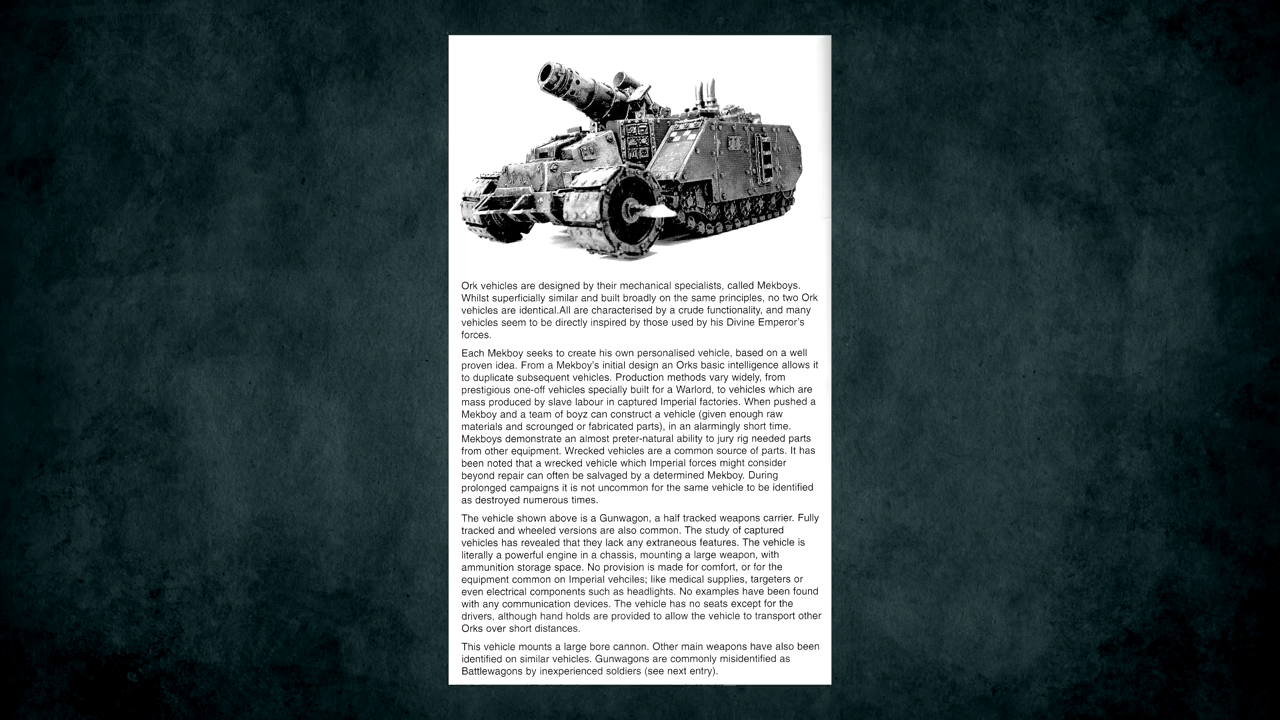 Ork vehicles are designed by their mechanical specialists, called Mekboys.
Whilst superficially similar and built broadly on the same principles, no two Ork
vehicles are identical.All are characterised by a crude functionality, and many
vehicles seem to be directly inspired by those used by his Divine Emperor's
forces.
Each Mekboy seeks to create his own personalised vehicle, based on a well
proven idea. From a Mekboy's initial design an Orks basic intelligence allows it
to duplicate subsequent vehicles. Production methods vary widely, from
prestigious one-off vehicles specially built for a Warlord, to vehicles which are
mass produced by slave labour in captured Imperial factories. When pushed a
Mekboy and a team of boyz can construct a vehicle (given enough raw
materials and scrounged or fabricated parts), in an alarmingly short time.
Mekboys demonstrate an almost preter-natural ability to jury rig needed parts
from other equipment. Wrecked vehicles are a common source of parts. It has
been noted that a wrecked vehicle which Imperial forces might consider
beyond repair can often be salvaged by a determined Mekboy. During
prolonged campaigns it is not uncommon for the same vehicle to be identified
as destroyed numerous times.
The vehicle shown above is a Gunwagon, a half tracked weapons carrier. Fully
tracked and wheeled versions are also common. The study of captured
vehicles has revealed that they lack any extraneous features. The vehicle is
literally a powerful engine in a chassis, mounting a large weapon, with
ammunition storage space. No provision is made for comfort, or for the
equipment common on Imperial vehciles; like medical supplies, targeters or
even electrical components such as headlights. No examples have been found
with any communication devices. The vehicle has no seats except for the
drivers, although hand holds are provided to allow the vehicle to transport other
Orks over short distances.
This vehicle mounts a large bore cannon. Other main weapons have also been
identified on similar vehicles. Gunwagons are commonly misidentified as
Battlewagons by inexperienced soldiers (see next entry).